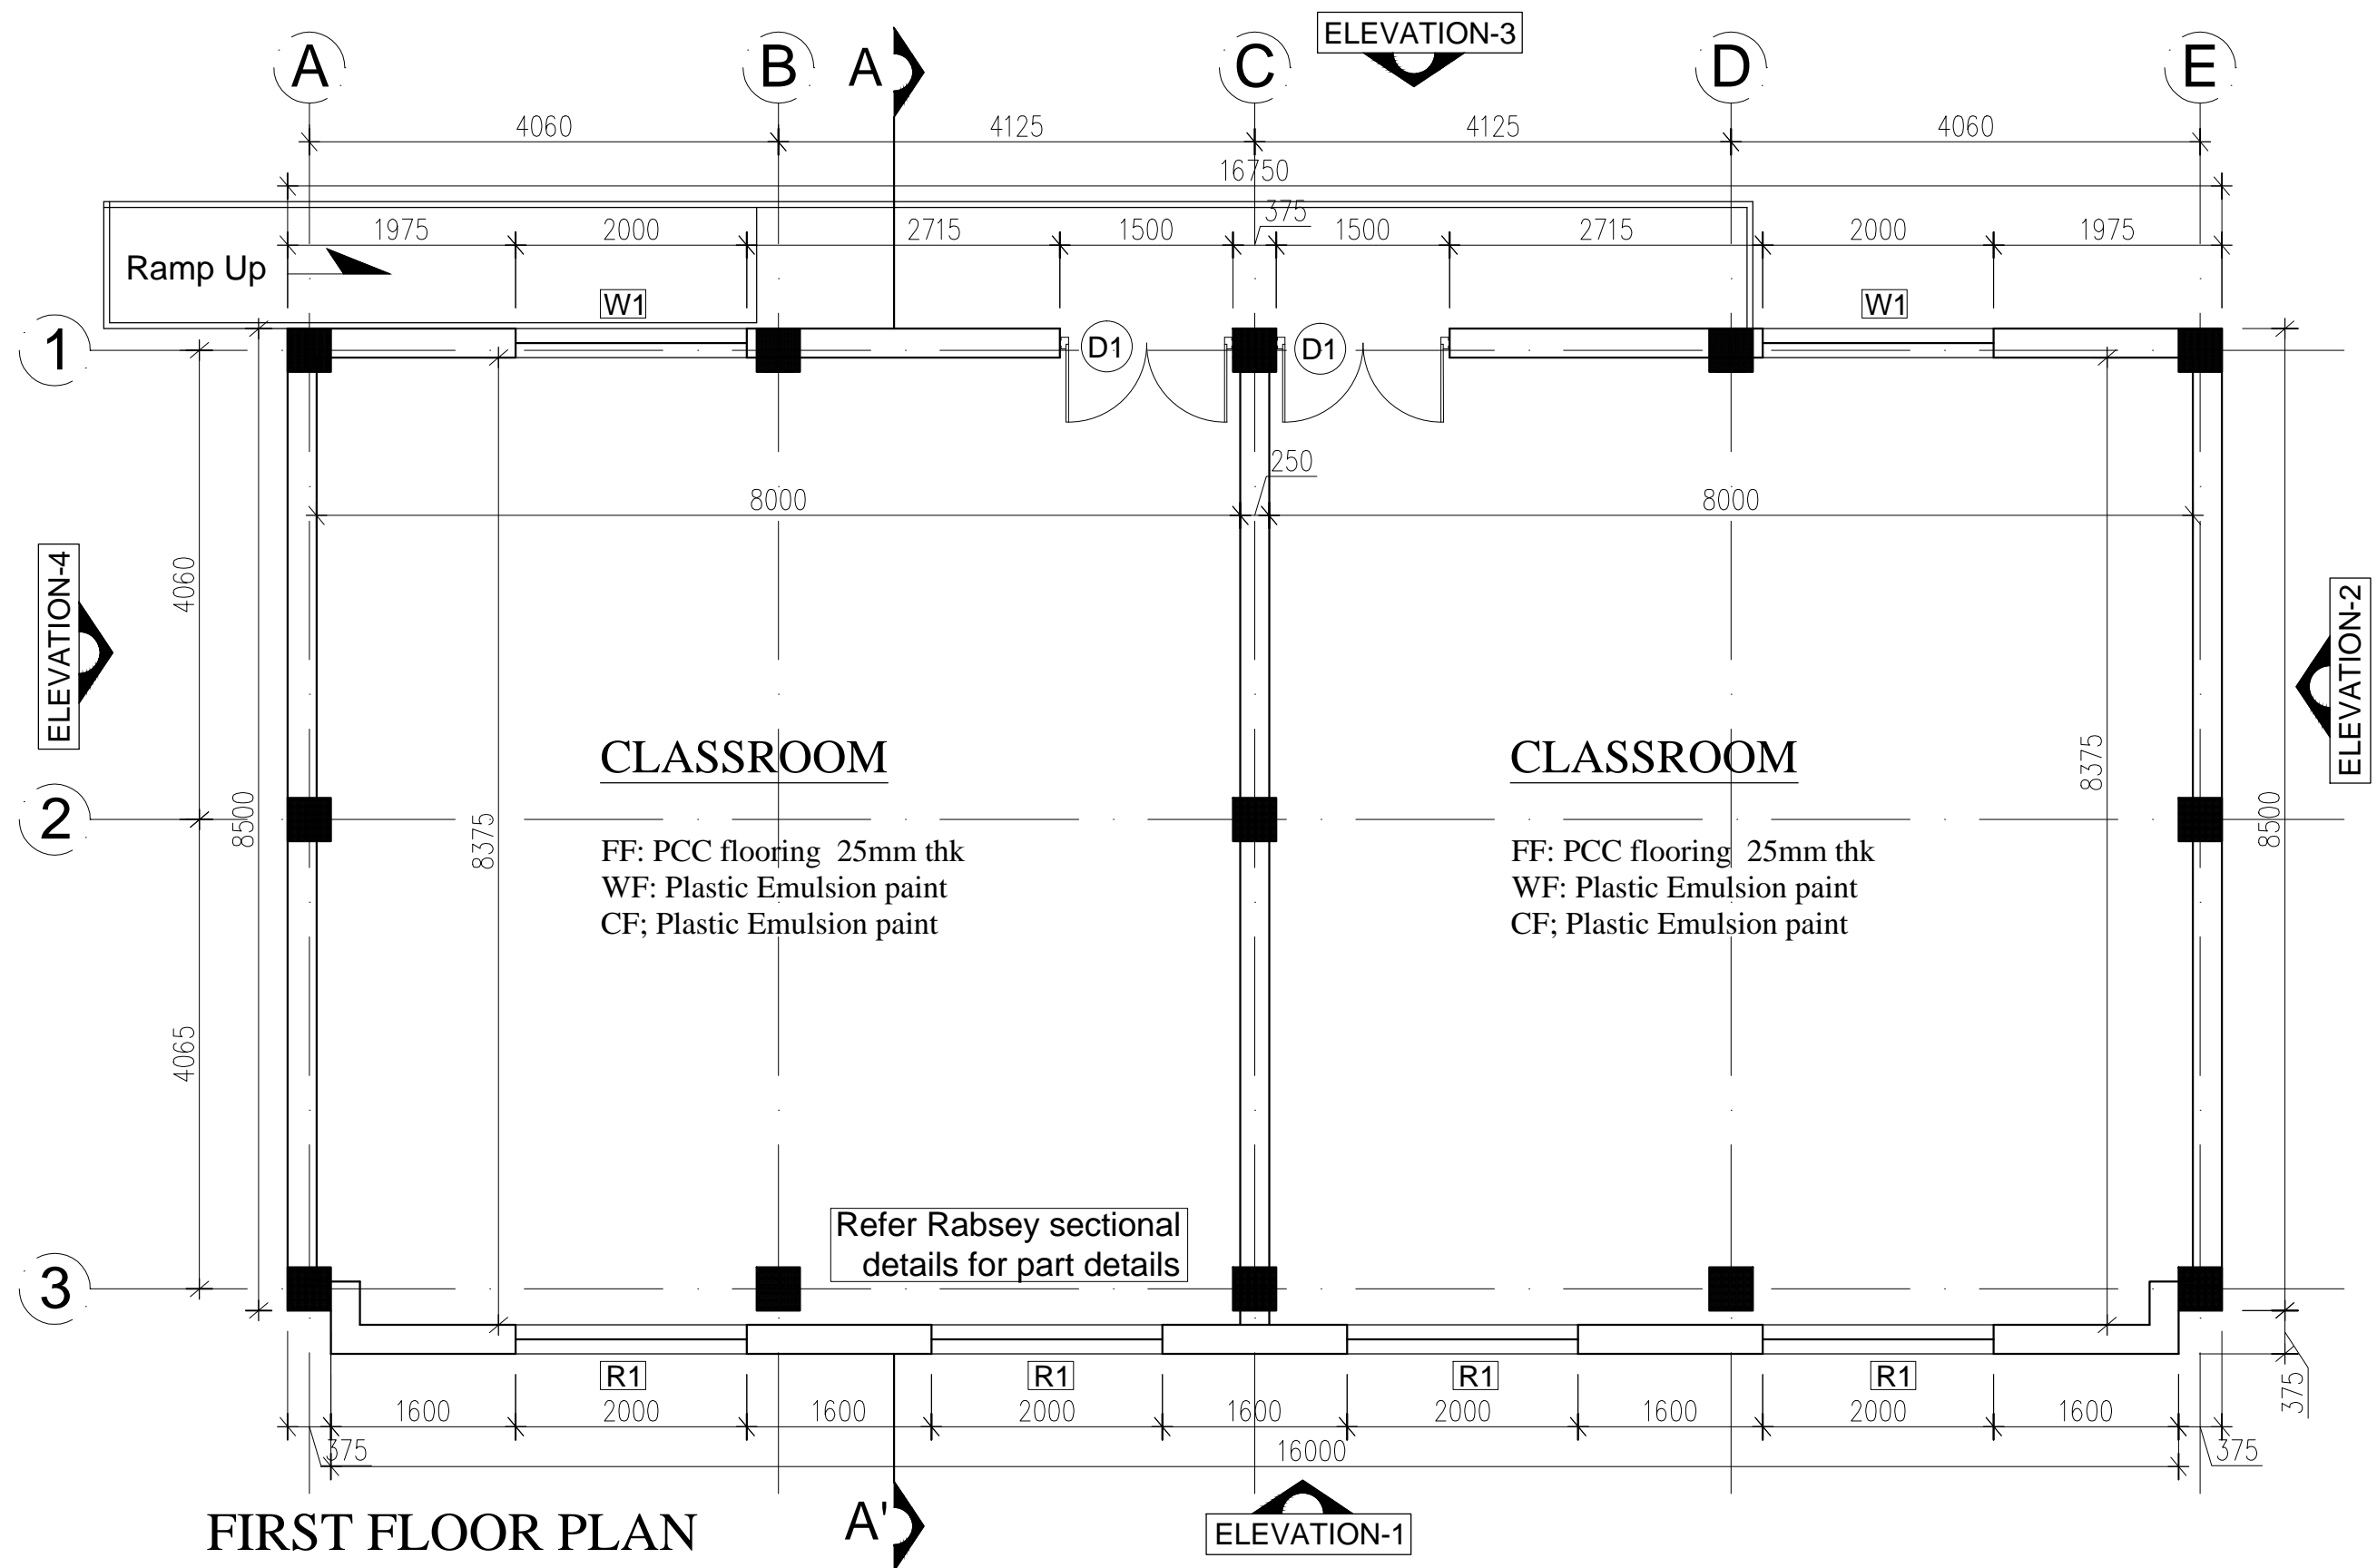 ELEVATION-3
A B A C D E
4060 4125 4125 4060
16750
375
1975 2000 2715 1500 1500 2715 2000 1975
Ramp Up
W1 W1
1 D1 D1
250
8000 8000
ELEVATION-4
4060
ELEVATION-2
CLASSROOM CLASSROOM
8375
2
8500
8375
8500
FF: PCC flooring 25mm thk
WF: Plastic Emulsion paint
CF; Plastic Emulsion paint
FF: PCC flooring 25mm thk
WF: Plastic Emulsion paint
CF; Plastic Emulsion paint
4065
Refer Rabsey sectional
details for part details
3
R1 R1 R1 R1
375
1600 2000 1600 2000 1600 2000 1600 2000 1600
375 16000 375
FIRST FLOOR PLAN
A'
ELEVATION-1